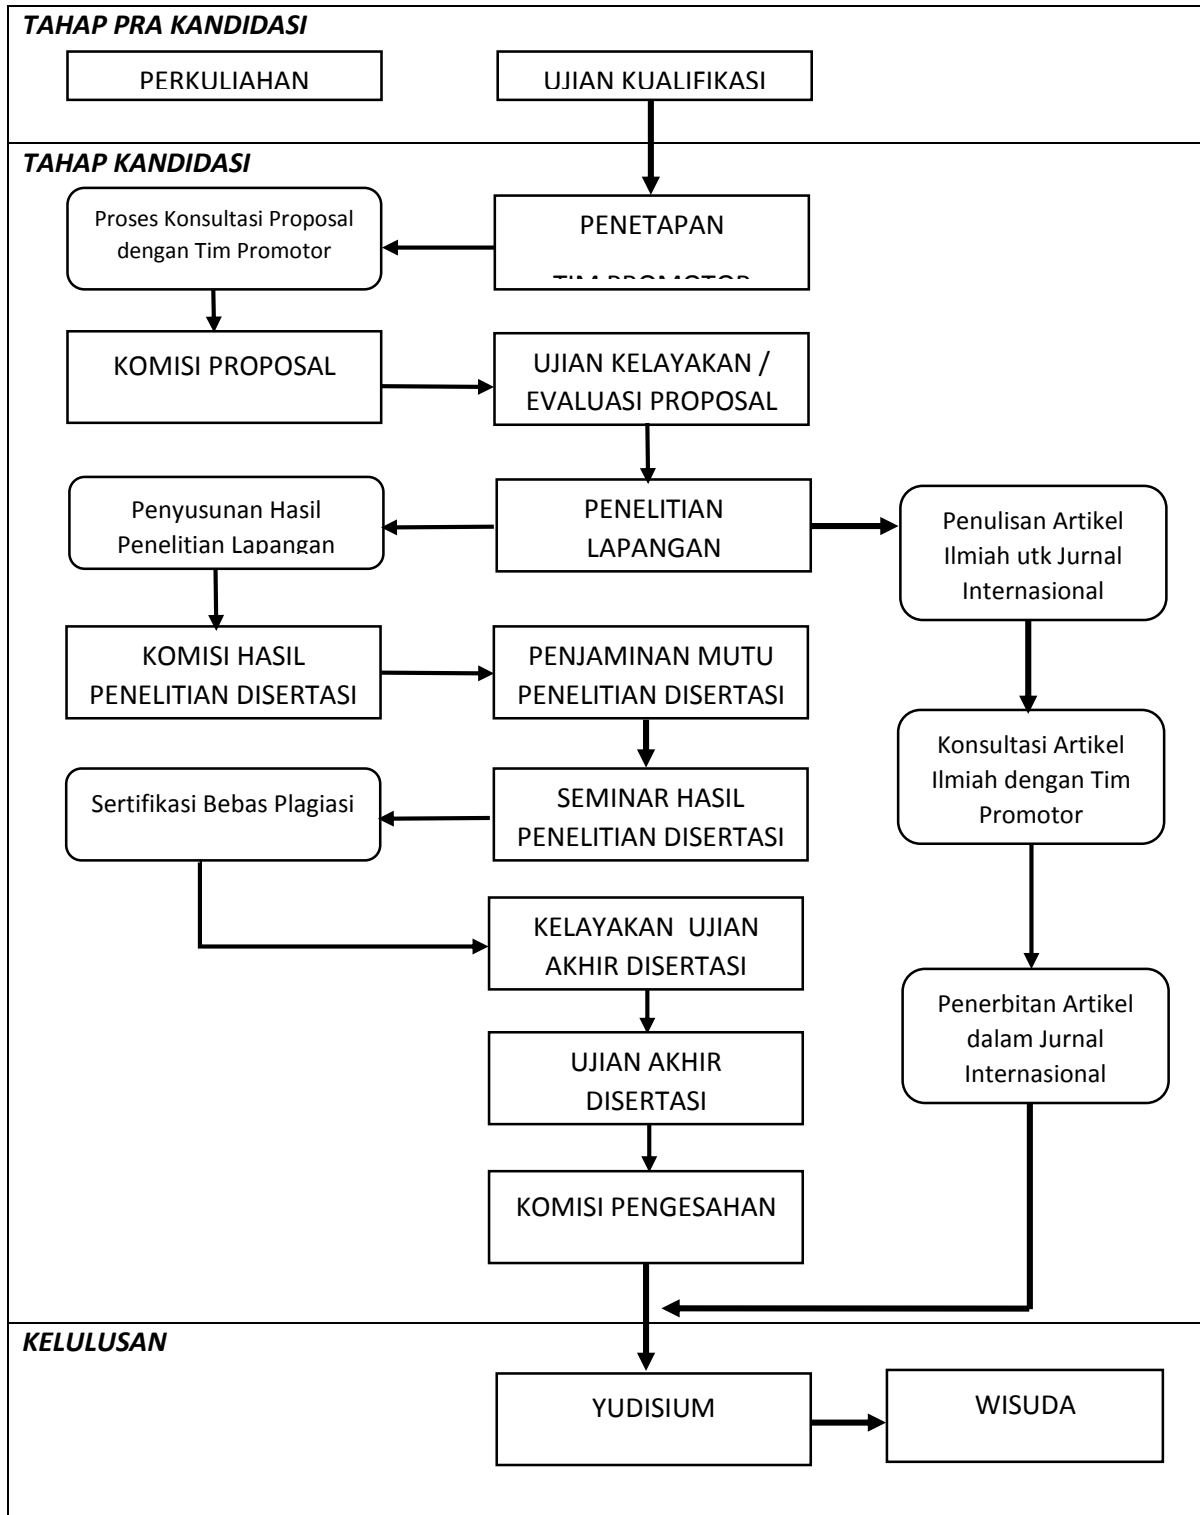 TAHAP PRA KANDIDASI
PERKULIAHAN
UJIAN KUALIFIKASI
TAHAP KANDIDASI
Proses Konsultasi Proposal
dengan Tim Promotor
PENETAPAN
TIM PROMOTOR
KOMISI PROPOSAL
UJIAN KELAYAKAN /
EVALUASI PROPOSAL
Penyusunan Hasil
Penelitian Lapangan
PENELITIAN
LAPANGAN
Penulisan Artikel
Ilmiah utk Jurnal
Internasional
KOMISI HASIL
PENELITIAN DISERTASI
PENJAMINAN MUTU
PENELITIAN DISERTASI
Konsultasi Artikel
Ilmiah dengan Tim
Promotor
Sertifikasi Bebas Plagiasi
SEMINAR HASIL
PENELITIAN DISERTASI
KELAYAKAN  UJIAN
AKHIR DISERTASI
Penerbitan Artikel
dalam Jurnal
Internasional
UJIAN AKHIR
DISERTASI
KOMISI PENGESAHAN
KELULUSAN
YUDISIUM
WISUDA